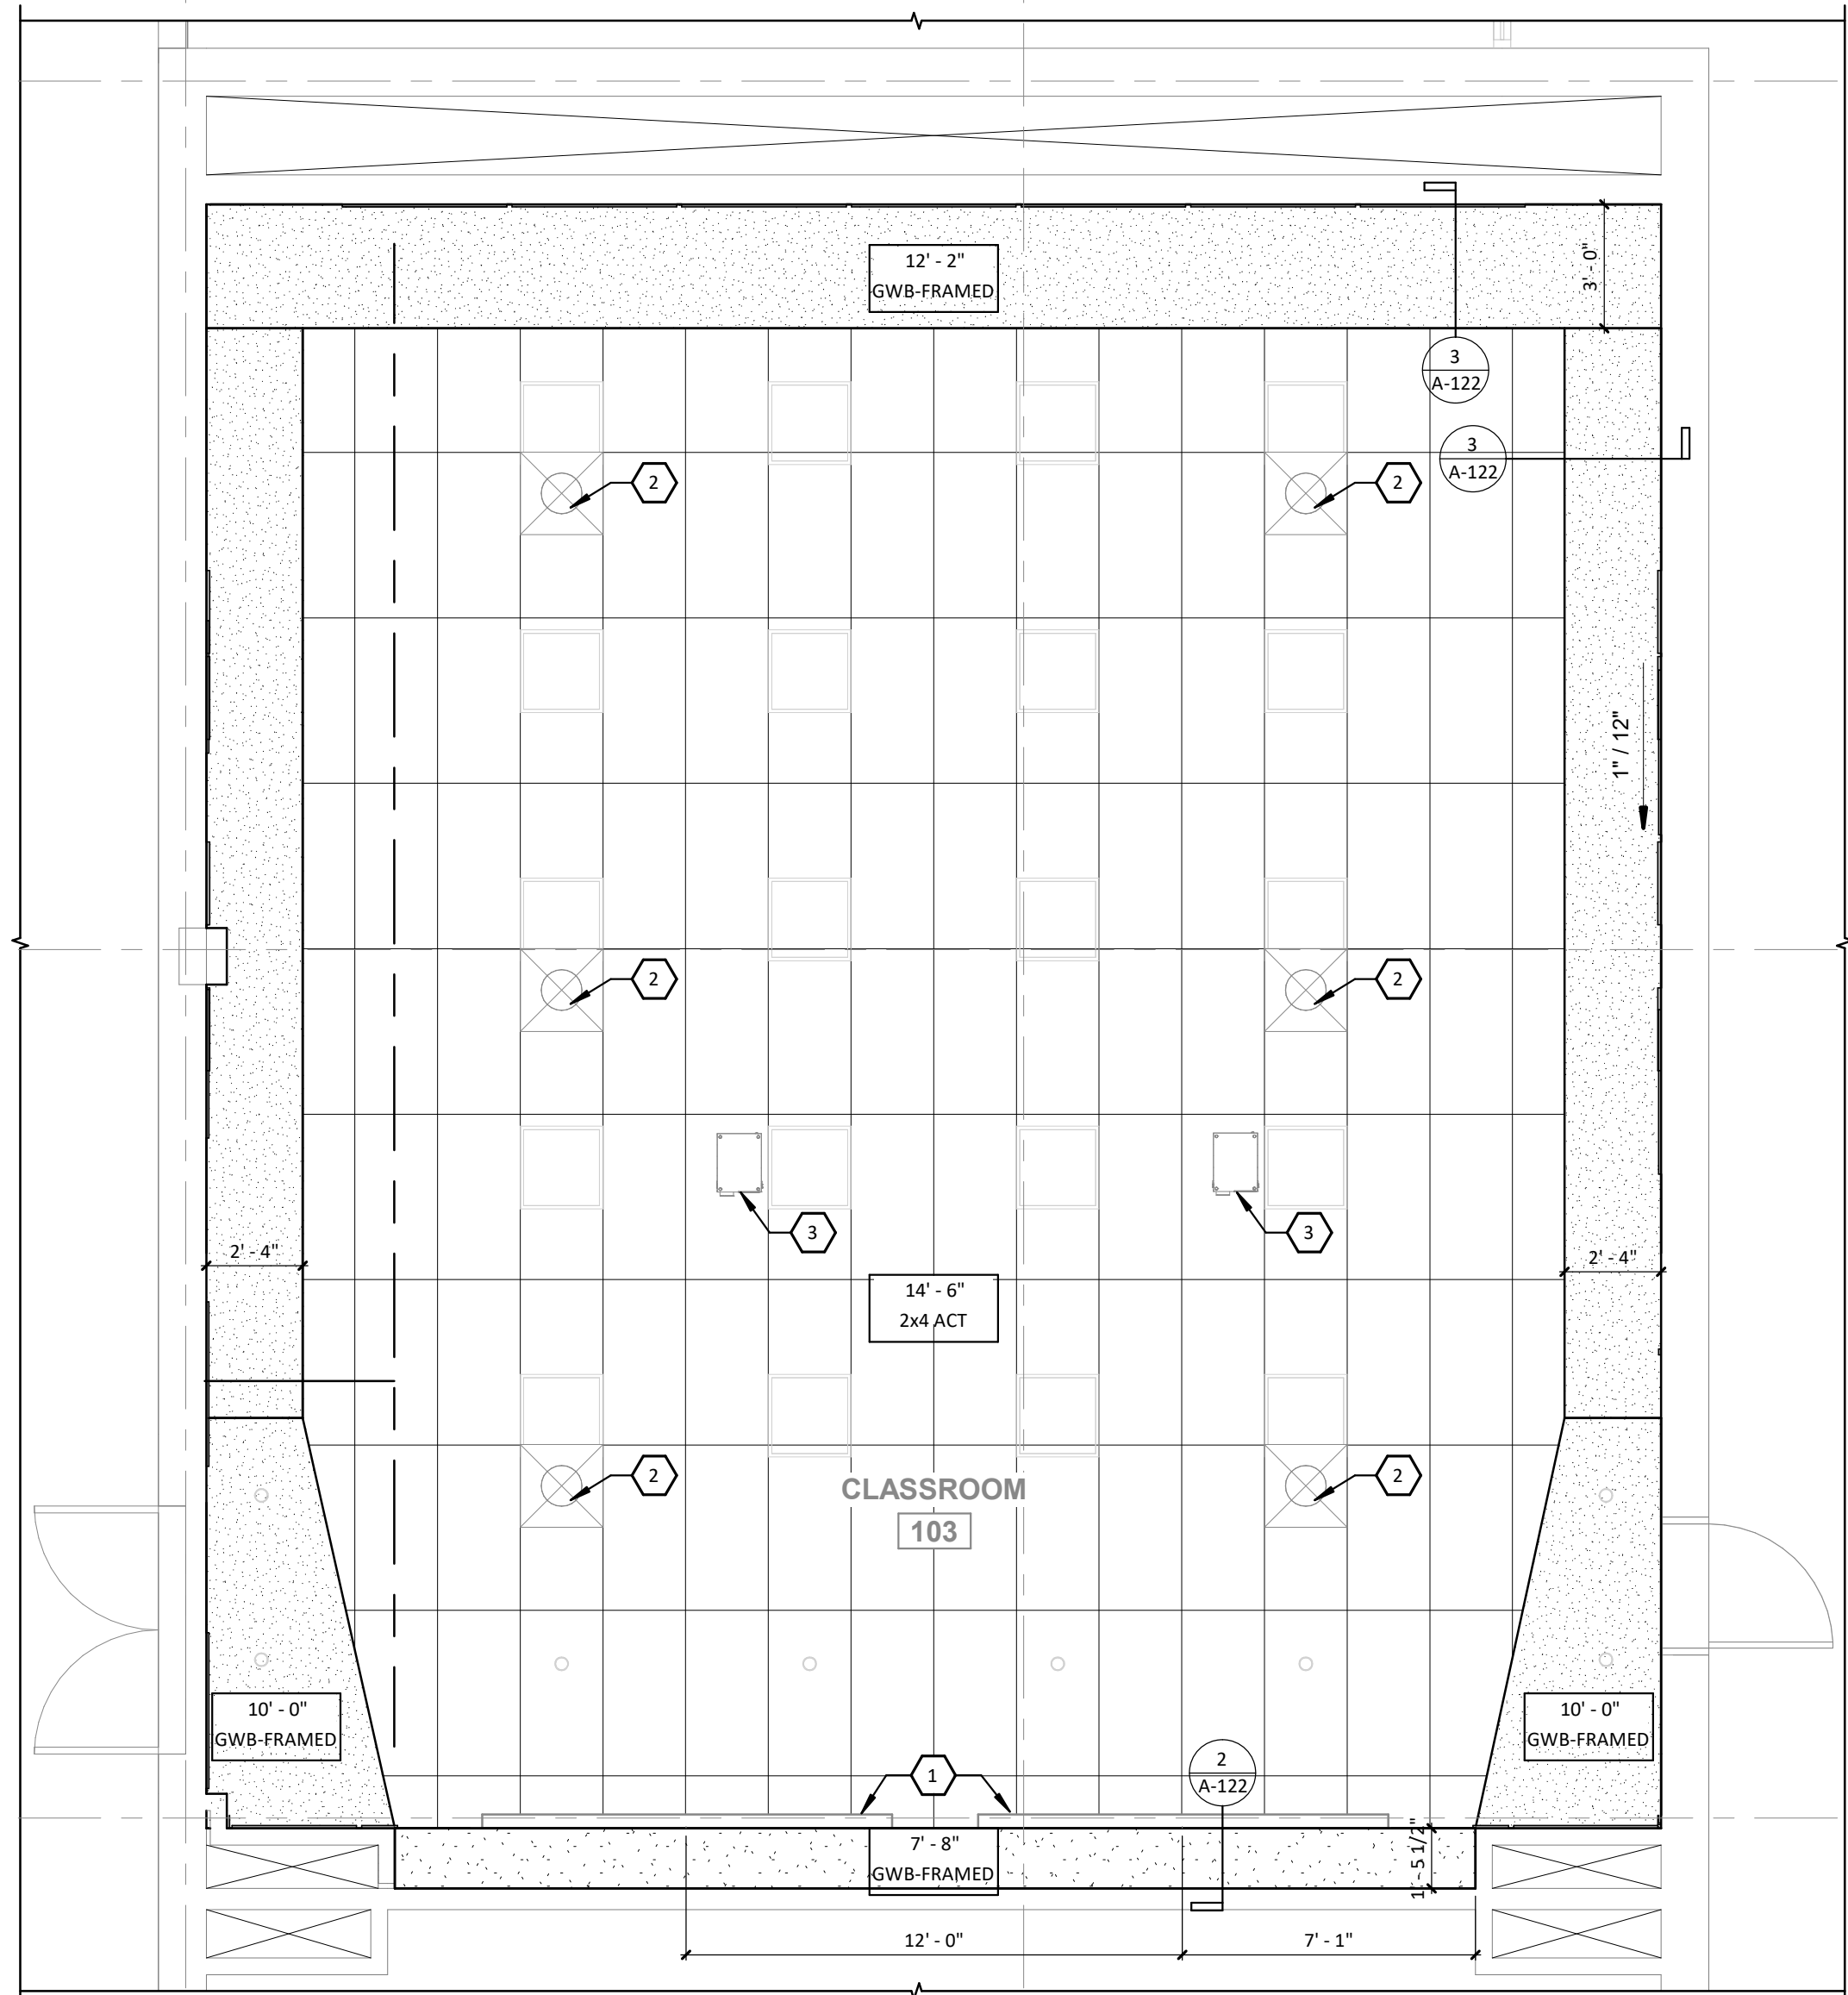 12' - 2"
GWB-FRAMED
3' - 0"
3
A-122
3
A-122
2
2
1" / 12"
2
2
3
3
2' - 4"
2' - 4"
14' - 6"
2x4 ACT
2
2
CLASSROOM
103
10' - 0"
GWB-FRAMED
10' - 0"
GWB-FRAMED
1
2
A-122
7' - 8"
GWB-FRAMED
1' - 5 1/2"
12' - 0"
7' - 1"